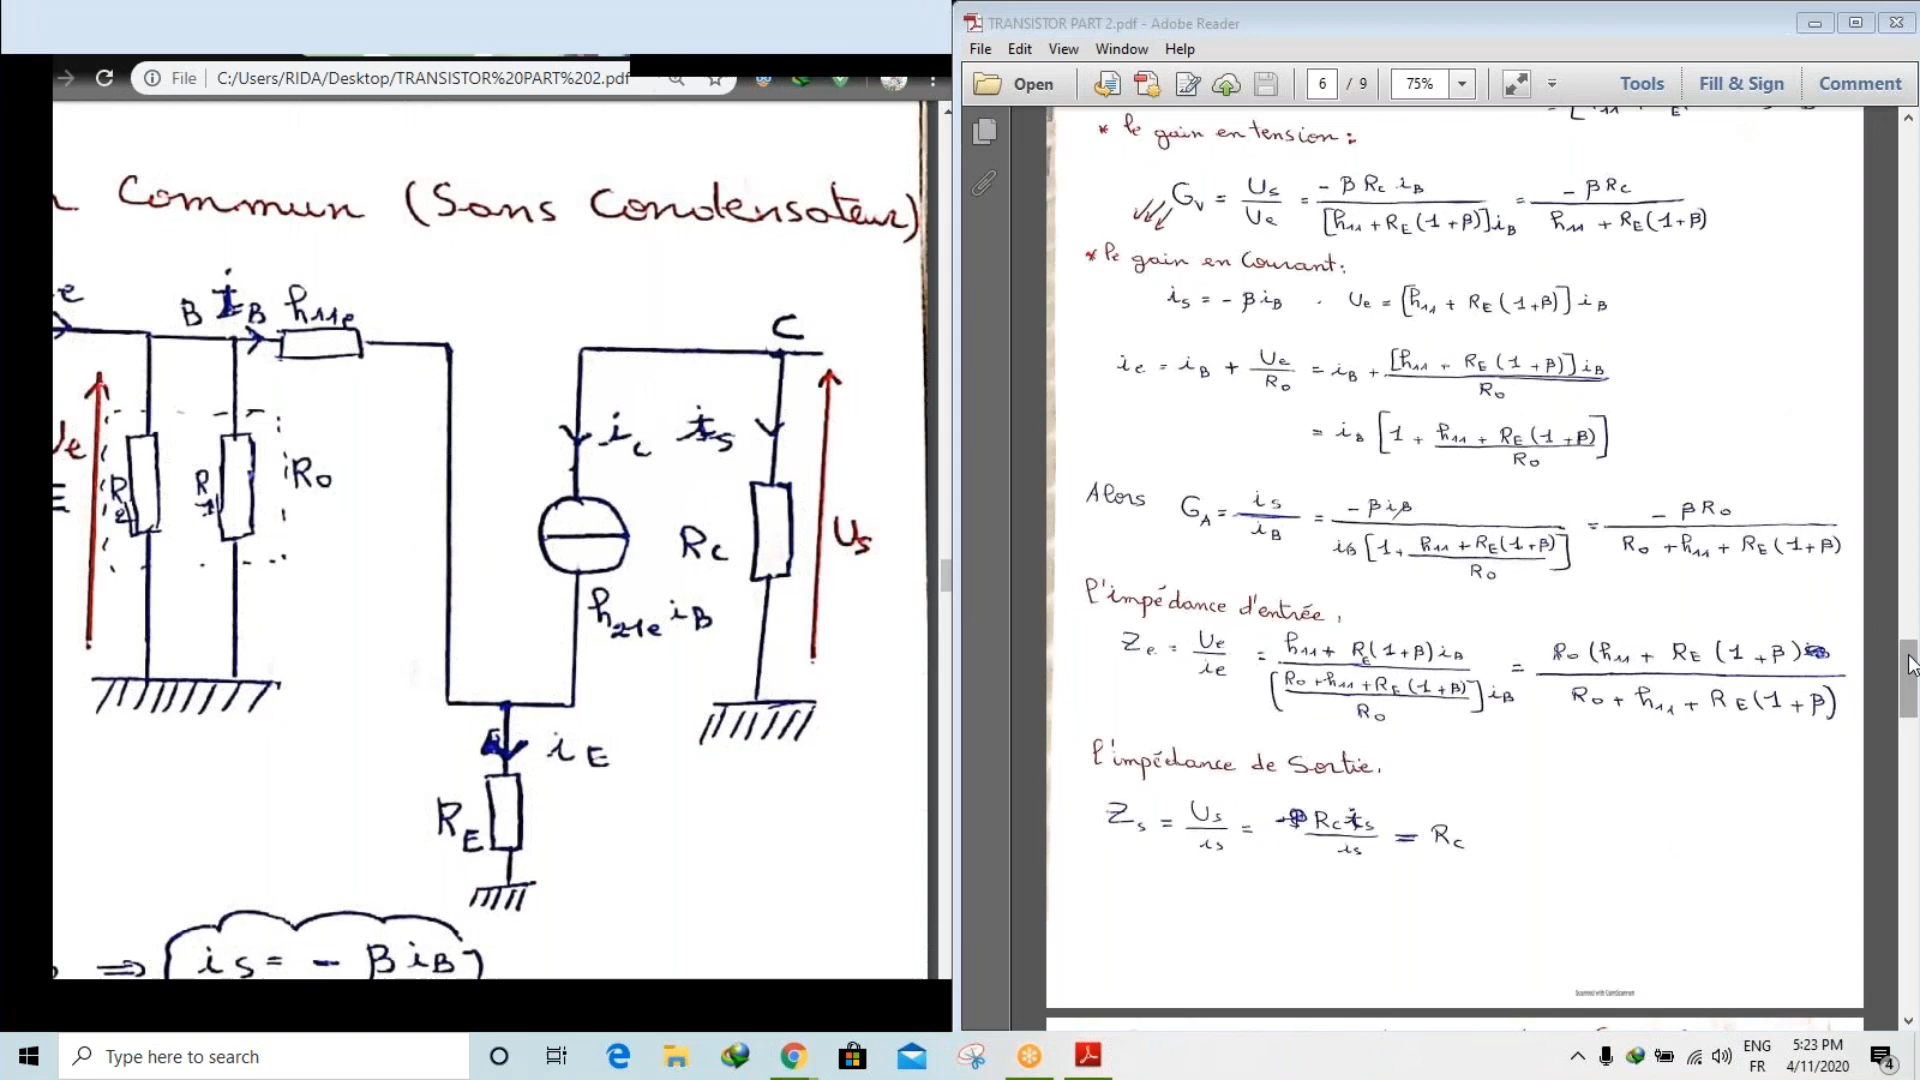 File C:/Users/RIDA/Desktop/TRANSISTOR%20PART%202.pdf
Commun (Sans Condensateur)
e
B iB h11e
C
ic is
Ue
R2 R1 Ro
Rc Us
h21e iB
iE
RE
=> is = - βiB
TRANSISTOR PART 2.pdf - Adobe Reader
File Edit View Window Help
Open 6 / 9 75% Tools Fill & Sign Comment
* le gain en tension :
Gv = Us/Ue = - β Rc iB / [h11 + RE(1+β)] iB = - β Rc / h11 + RE(1+β)
* le gain en Courant :
is = - β iB . Ue = [h11 + RE(1+β)] iB
ie = iB + Ue/Ro = iB + [h11 + RE(1+β)] iB / Ro
= iB [1 + h11 + RE(1+β) / Ro]
Alors GA = is/iB = - β iB / iB [1 + h11 + RE(1+β) / Ro] = - β Ro / Ro + h11 + RE(1+β)
l'impédance d'entrée,
Ze = Ue/ie = h11 + RE(1+β) iB / [Ro + h11 + RE(1+β) / Ro] iB = Ro (h11 + RE (1+β) / Ro + h11 + RE(1+β)
l'impédance de Sortie.
Zs = Us/is = Rc is / is = Rc
Scanned with CamScanner
Type here to search
ENG
FR
5:23 PM
4/11/2020
4